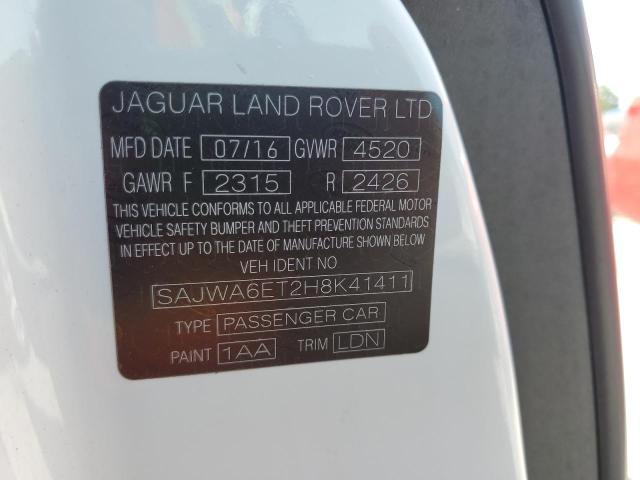 JAGUAR LAND ROVER LTD
MFD DATE 07/16 GVWR 4520
GAWR F 2315 R 2426
THIS VEHICLE CONFORMS TO ALL APPLICABLE FEDERAL MOTOR
VEHICLE SAFETY BUMPER AND THEFT PREVENTION STANDARDS
IN EFFECT UP TO THE DATE OF MANUFACTURE SHOWN BELOW
VEH IDENT NO
SAJWA6ET2H8K41411
TYPE PASSENGER CAR
PAINT 1AA TRIM LDN